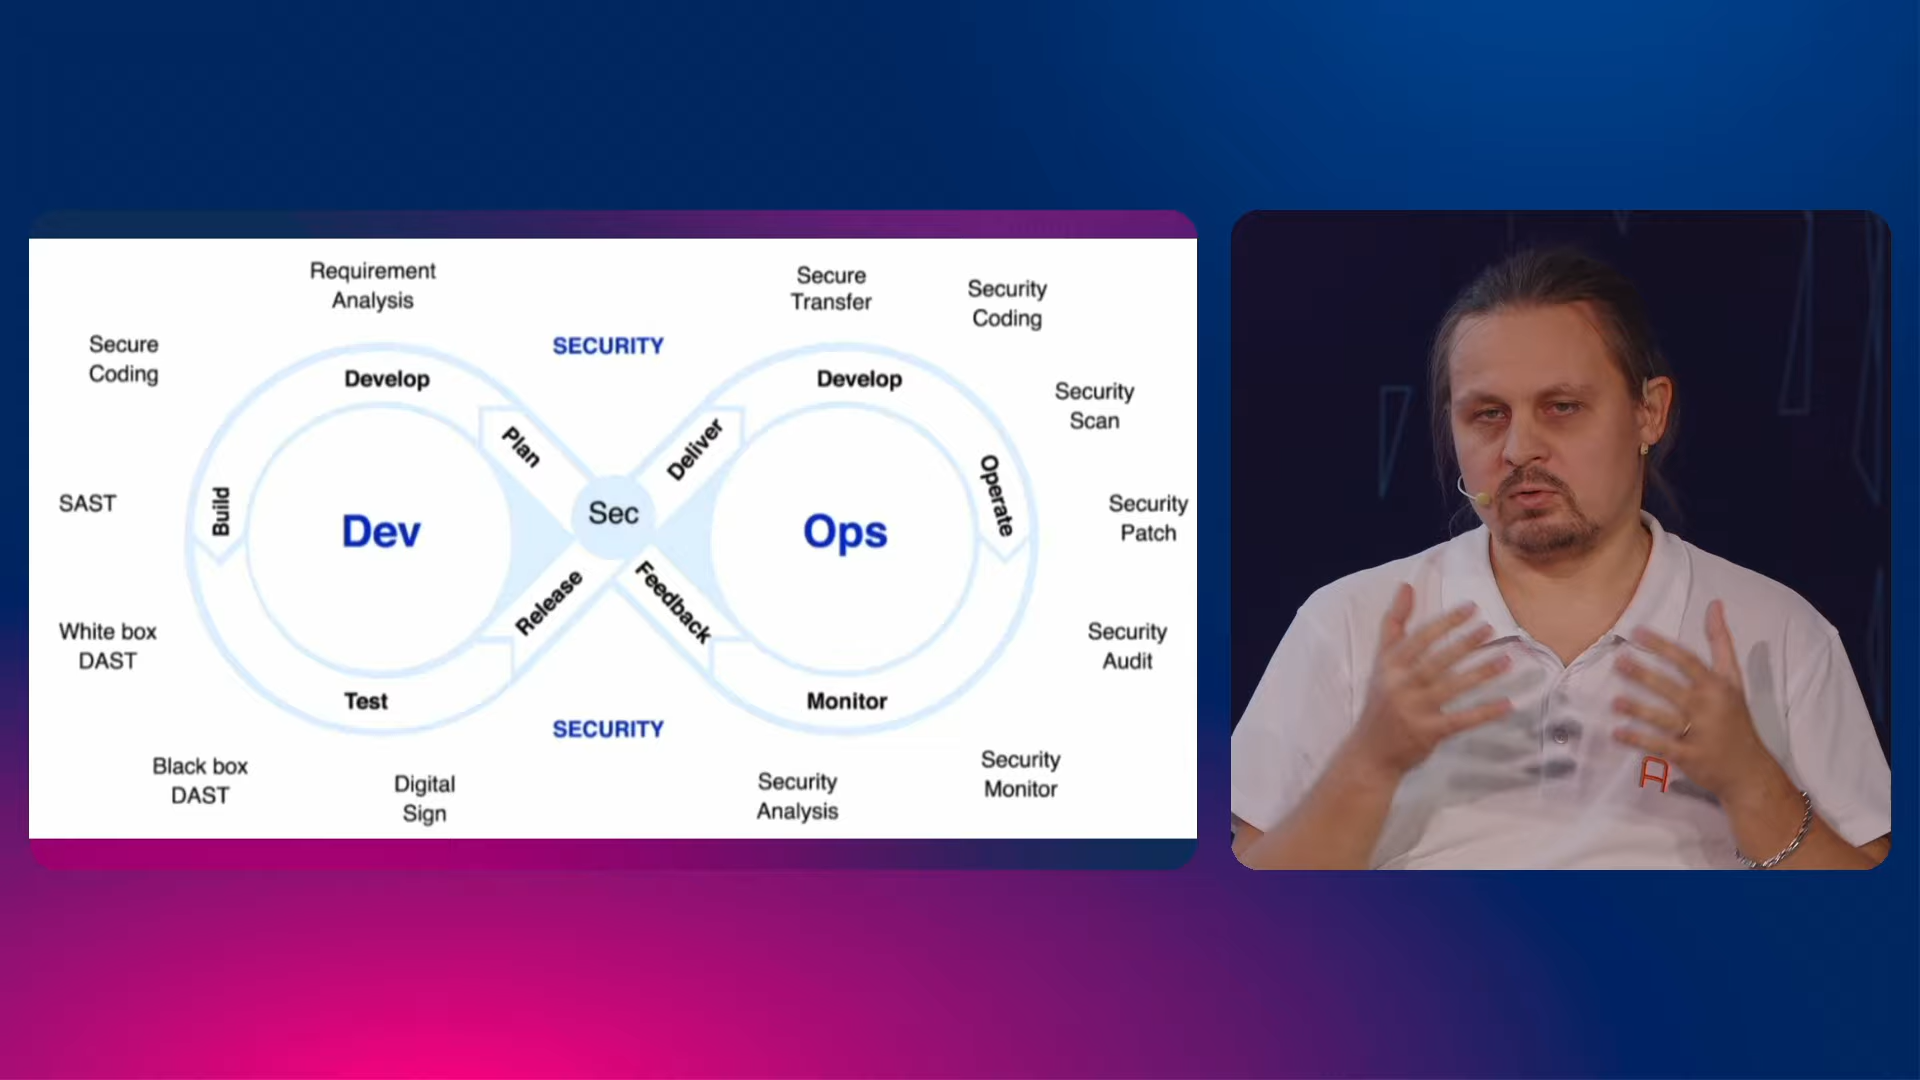 Requirement
Analysis
Secure
Transfer
Security
Coding
Secure
Coding
SECURITY
Develop
Develop
Security
Scan
Plan
Deliver
Build
Operate
SAST
Sec
Security
Patch
Dev
Ops
Release
Feedback
White box
DAST
Security
Audit
Test
Monitor
SECURITY
Black box
DAST
Digital
Sign
Security
Analysis
Security
Monitor
A